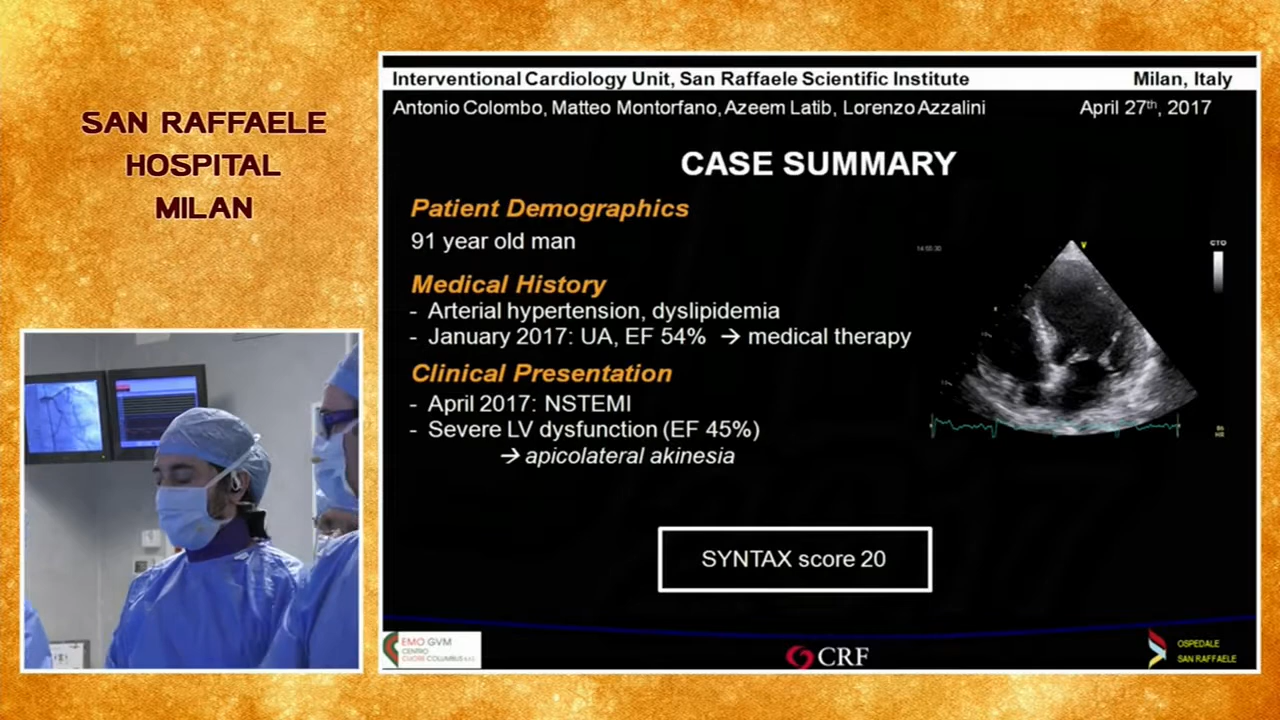 SAN RAFFAELE
HOSPITAL
MILAN
Interventional Cardiology Unit, San Raffaele Scientific Institute Milan, Italy
Antonio Colombo, Matteo Montorfano, Azeem Latib, Lorenzo Azzalini April 27th, 2017
CASE SUMMARY
Patient Demographics
91 year old man
Medical History
- Arterial hypertension, dyslipidemia
- January 2017: UA, EF 54% → medical therapy
Clinical Presentation
- April 2017: NSTEMI
- Severe LV dysfunction (EF 45%)
→ apicolateral akinesia
V
SYNTAX score 20
EMO GVM
CENTRO
CUORE COLUMBUS
CRF
OSPEDALE
SAN RAFFAELE